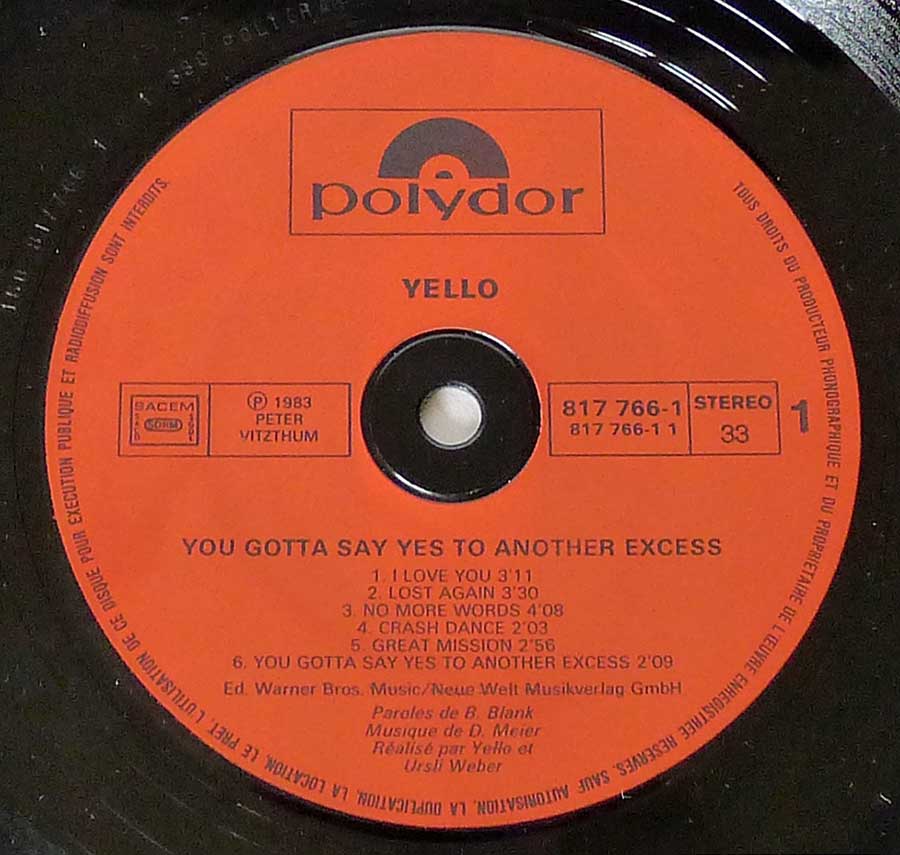 polydor
YELLO
SACEM
SDRM
℗ 1983
PETER
VITZTHUM
817 766-1
817 766-1 1
STEREO
33
1
YOU GOTTA SAY YES TO ANOTHER EXCESS
1. I LOVE YOU 3'11
2. LOST AGAIN 3'30
3. NO MORE WORDS 4'08
4. CRASH DANCE 2'03
5. GREAT MISSION 2'56
6. YOU GOTTA SAY YES TO ANOTHER EXCESS 2'09
Ed. Warner Bros. Music/Neue Welt Musikverlag GmbH
Paroles de B. Blank
Musique de D. Meier
Réalisé par Yello et
Ursli Weber
TOUS DROITS DU PRODUCTEUR PHONOGRAPHIQUE ET DU PROPRIETAIRE DE L'ŒUVRE ENREGISTREE RESERVES. SAUF AUTORISATION, LA DUPLICATION, LA LOCATION, LE PRET, L'UTILISATION DE CE DISQUE POUR EXECUTION PUBLIQUE ET RADIODIFFUSION SONT INTERDITS.